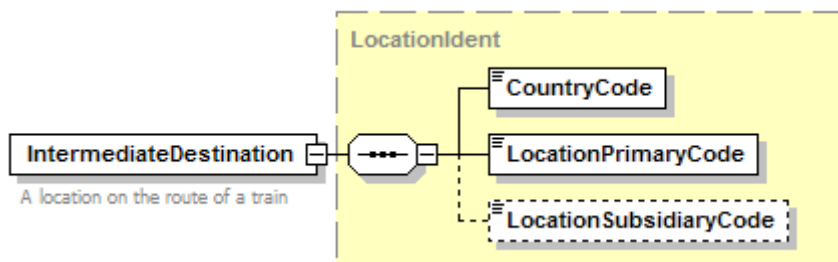 LocationIdent
CountryCode
IntermediateDestination
LocationPrimaryCode
A location on the route of a train
LocationSubsidiaryCode